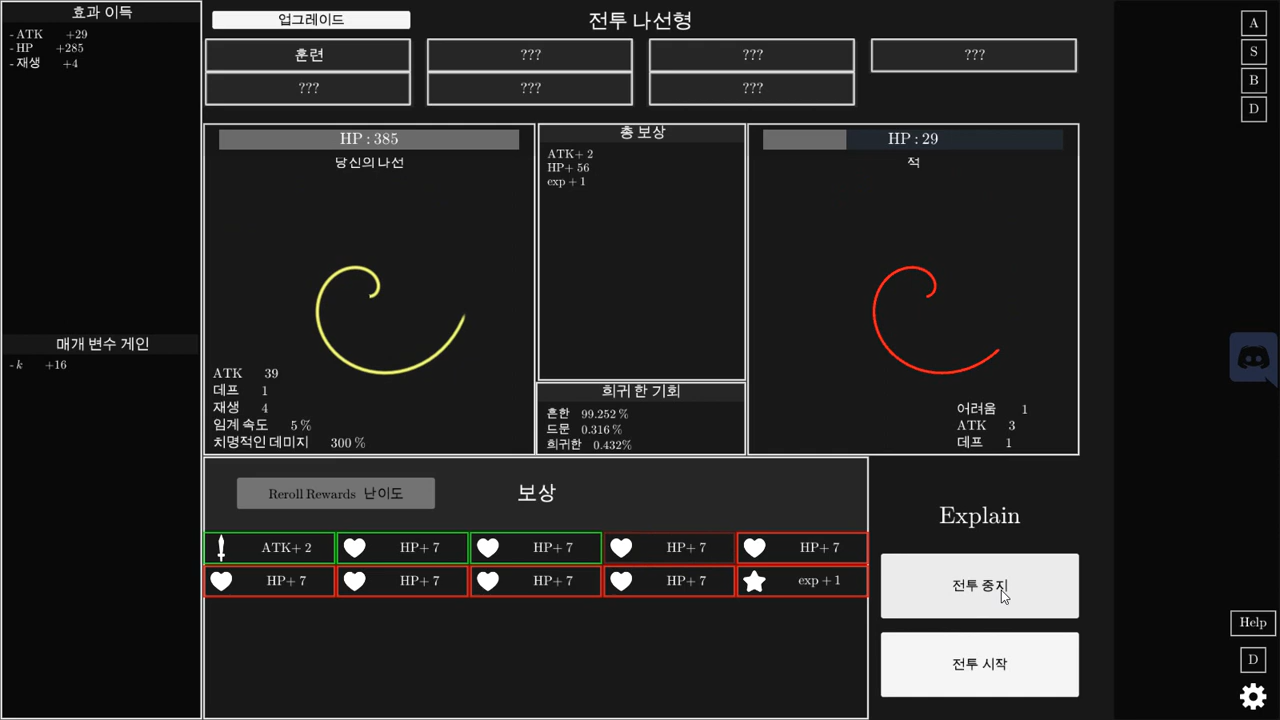 효과 이득
- ATK +29
- HP +285
- 재생 +4
매개 변수 게인
- k +16
업그레이드
전투 나선형
훈련 ??? ??? ???
??? ??? ???
HP : 385
당신의 나선
ATK 39
데프 1
재생 4
임계 속도 5 %
치명적인 데미지 300 %
총 보상
ATK+ 2
HP+ 56
exp + 1
희귀 한 기회
흔한 99.252 %
드문 0.316 %
희귀한 0.432%
HP : 29
적
어려움 1
ATK 3
데프 1
Reroll Rewards 난이도
보상
ATK+ 2 HP+ 7 HP+ 7 HP+ 7 HP+ 7
HP+ 7 HP+ 7 HP+ 7 HP+ 7 exp + 1
Explain
전투 중지
전투 시작
A
S
B
D
Help
D